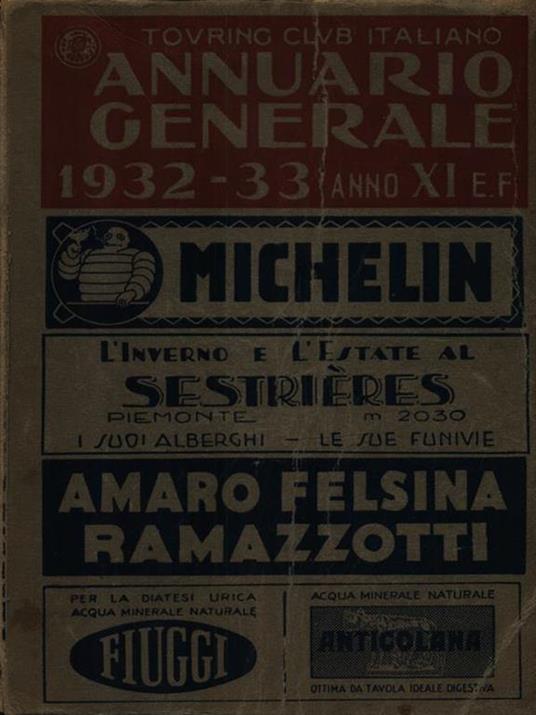 TOVRING CLVB ITALIANO
ANNUARIO
GENERALE
1932-33 ANNO XI E.F.
MICHELIN
L'INVERNO E L'ESTATE AL
SESTRIÈRES
PIEMONTE m 2030
I SUOI ALBERGHI - LE SUE FUNIVIE
AMARO FELSINA
RAMAZZOTTI
PER LA DIATESI URICA
ACQUA MINERALE NATURALE
FIUGGI
ACQUA MINERALE NATURALE
ANTICOLANA
OTTIMA DA TAVOLA IDEALE DIGESTIVA